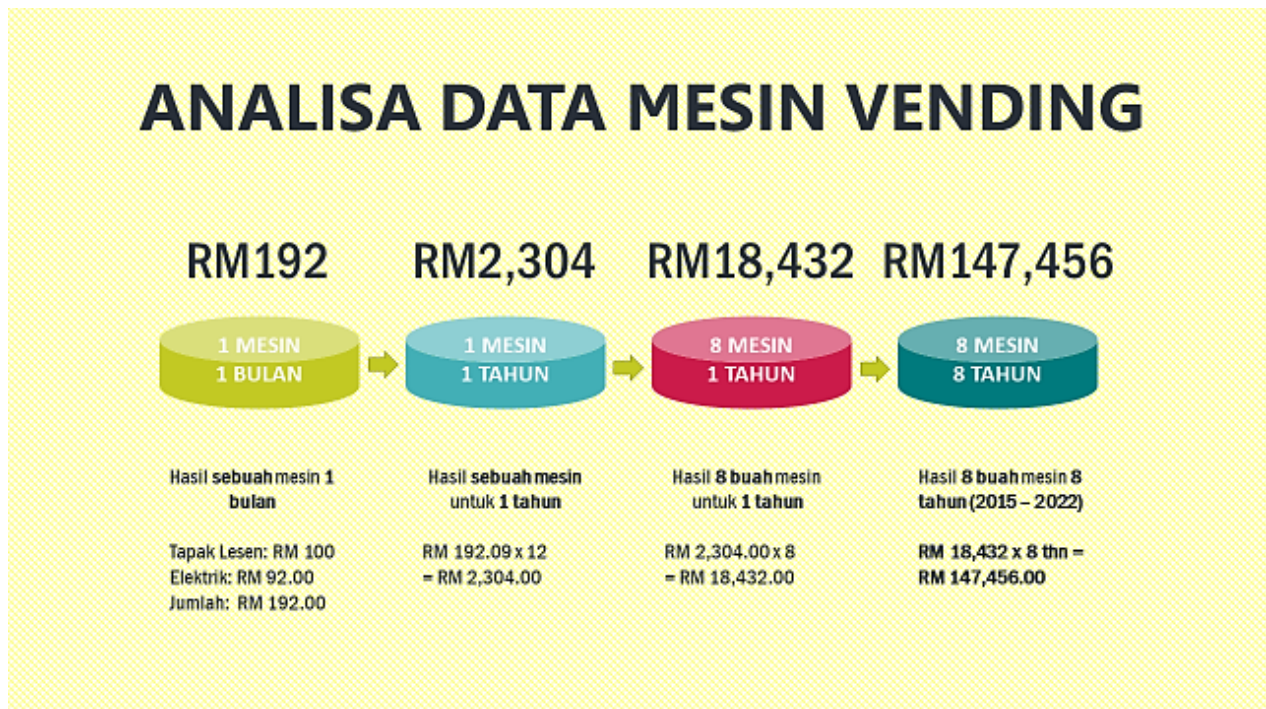 ANALISA DATA MESIN VENDING
RM192
RM2,304
RM18,432
RM147,456
1 MESIN
1 BULAN
1 MESIN
1 TAHUN
8 MESIN
1 TAHUN
8 MESIN
8 TAHUN
Hasil sebuah mesin 1
bulan
Tapak Lesen: RM 100
Elektrik: RM 92.00
Jumlah: RM 192.00
Hasil sebuah mesin
untuk 1 tahun
RM 192.09 x 12
= RM 2,304.00
Hasil 8 buah mesin
untuk 1 tahun
RM 2,304.00 x 8
= RM 18,432.00
Hasil 8 buah mesin 8
tahun (2015 – 2022)
RM 18,432 x 8 thn =
RM 147,456.00